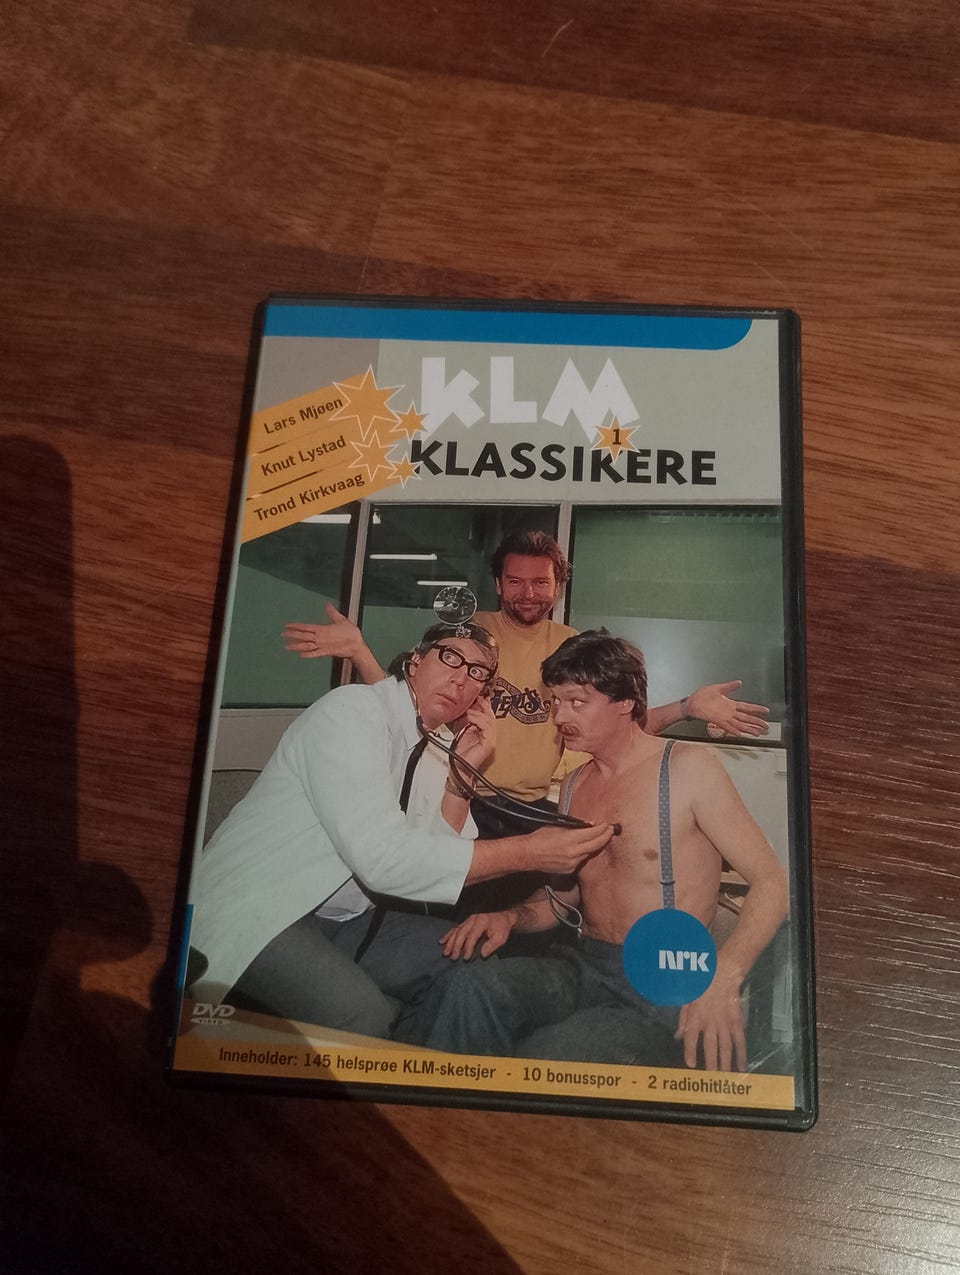 KLM
1
KLASSIKERE
Lars Mjøen
Knut Lystad
Trond Kirkvaag
nrk
DVD
VIDEO
Inneholder: 145 helsprøe KLM-sketsjer - 10 bonusspor - 2 radiohitlåter